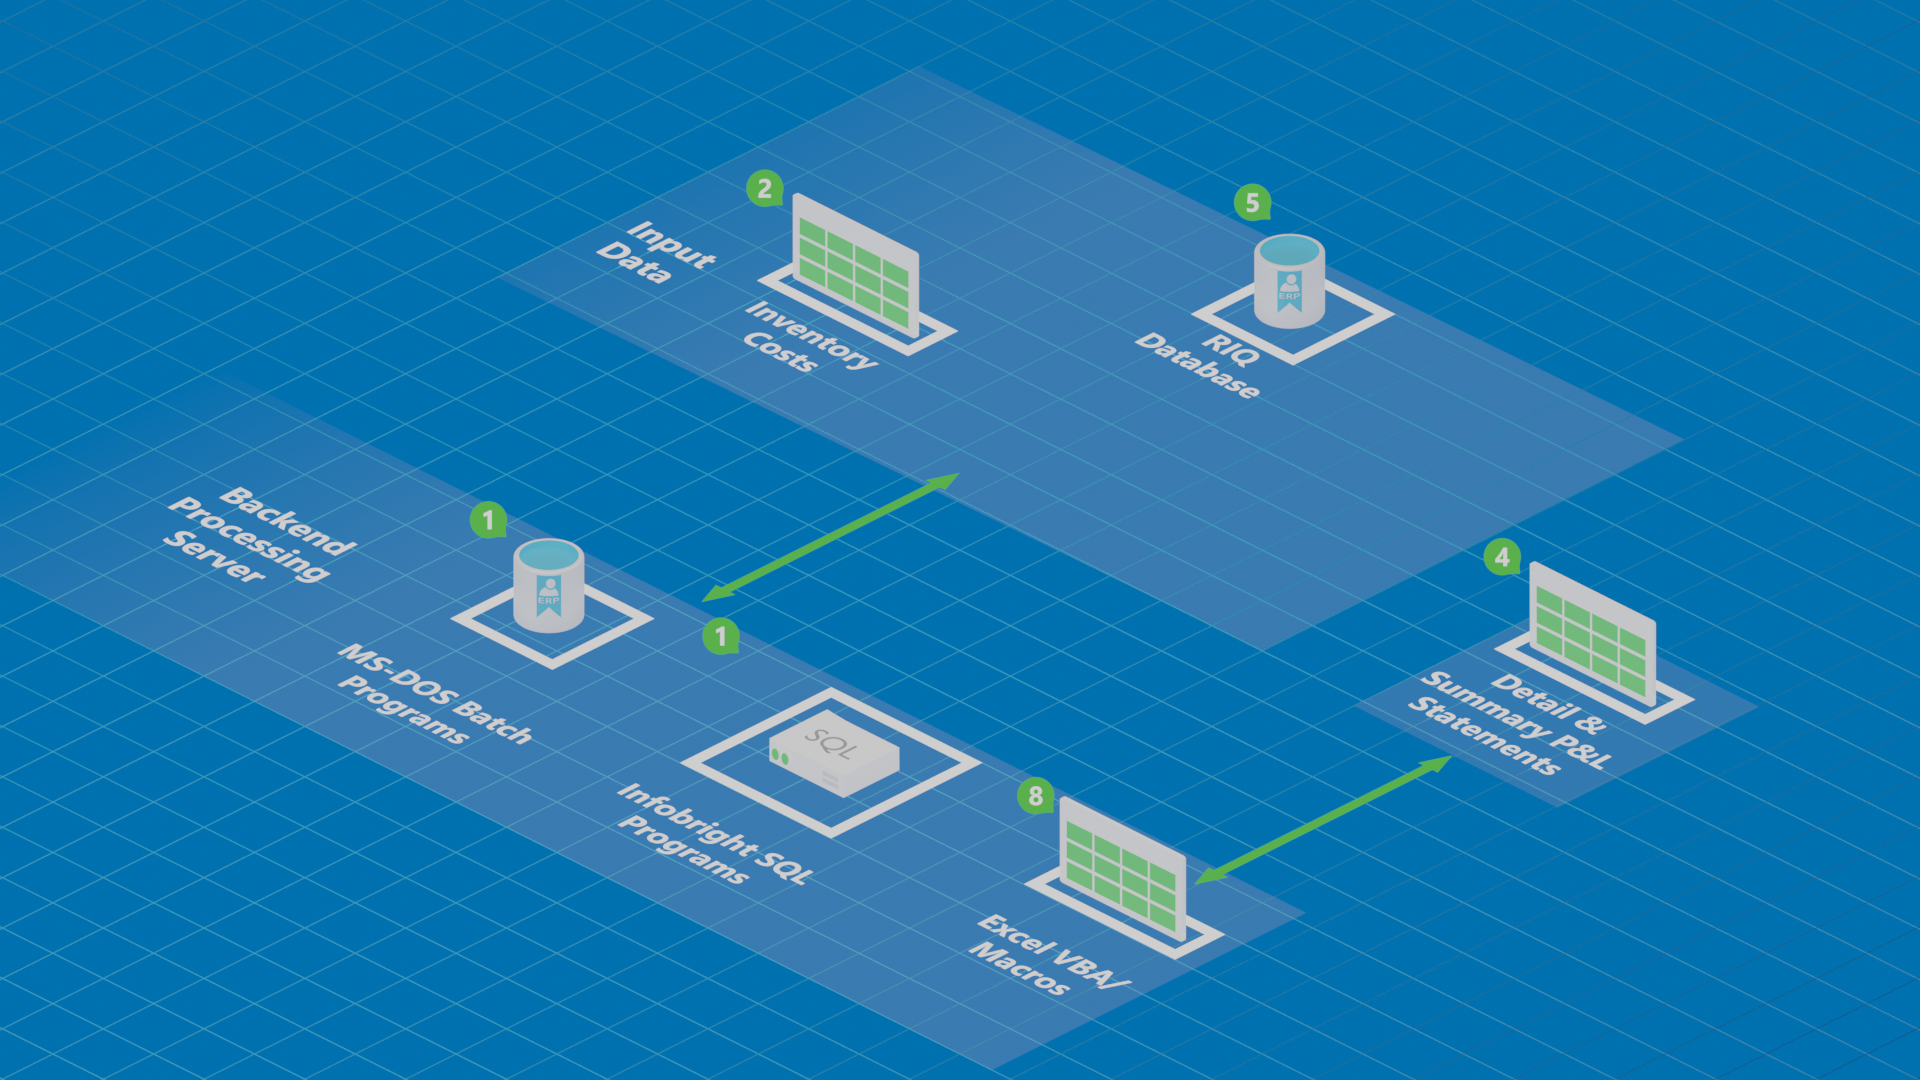 2
Input
Data
Inventory
Costs
5
ERP
RIQ
Database
Backend
Processing
Server
1
ERP
MS-DOS Batch
Programs
1
SQL
Infobright SQL
Programs
8
Excel VBA/
Macros
4
Detail &
Summary P&L
Statements